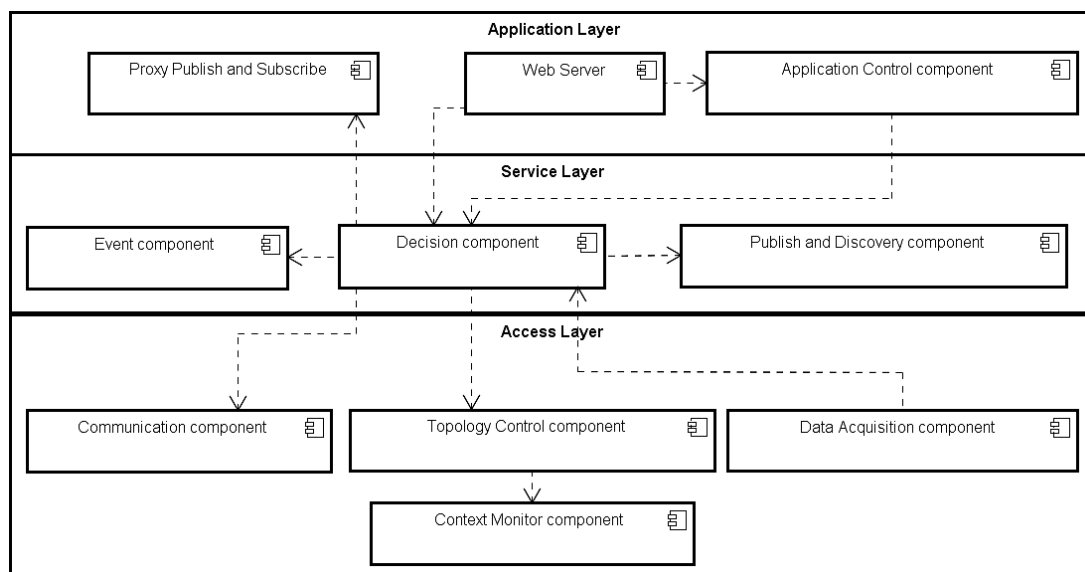 Application Layer
Proxy Publish and Subscribe
Web Server
Application Control component
Service Layer
Event component
Decision component
Publish and Discovery component
Access Layer
Communication component
Topology Control component
Data Acquisition component
Context Monitor component